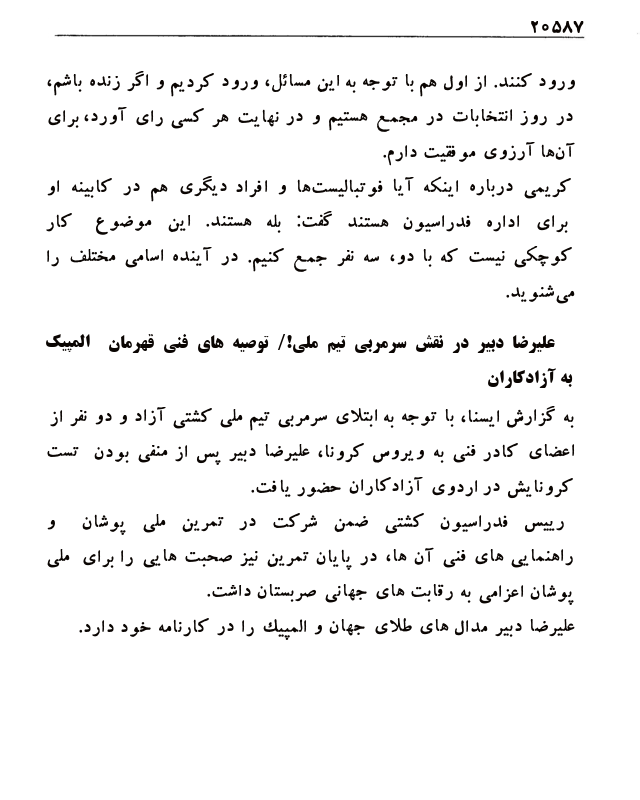 ۲۰۵۸۷
ورود کنند. از اول هم با توجه به این مسائل، ورود کردیم و اگر زنده باشم،
در روز انتخابات در مجمع هستیم و در نهایت هر کسی رای آورد، برای
آن‌ها آرزوی موفقیت دارم.
کریمی درباره اینکه آیا فوتبالیست‌ها و افراد دیگری هم در کابینه او
برای اداره فدراسیون هستند گفت: بله هستند. این موضوع کار
کوچکی نیست که با دو، سه نفر جمع کنیم. در آینده اسامی مختلف را
می‌شنوید.
علیرضا دبیر در نقش سرمربی تیم ملی!/ توصیه های فنی قهرمان المپیک
به آزادکاران
به گزارش ایسنا، با توجه به ابتلای سرمربی تیم ملی کشتی آزاد و دو نفر از
اعضای کادر فنی به ویروس کرونا، علیرضا دبیر پس از منفی بودن تست
کرونایش در اردوی آزادکاران حضور یافت.
رییس فدراسیون کشتی ضمن شرکت در تمرین ملی پوشان و
راهنمایی های فنی آن ها، در پایان تمرین نیز صحبت هایی را برای ملی
پوشان اعزامی به رقابت های جهانی صربستان داشت.
علیرضا دبیر مدال های طلای جهان و المپیک را در کارنامه خود دارد.